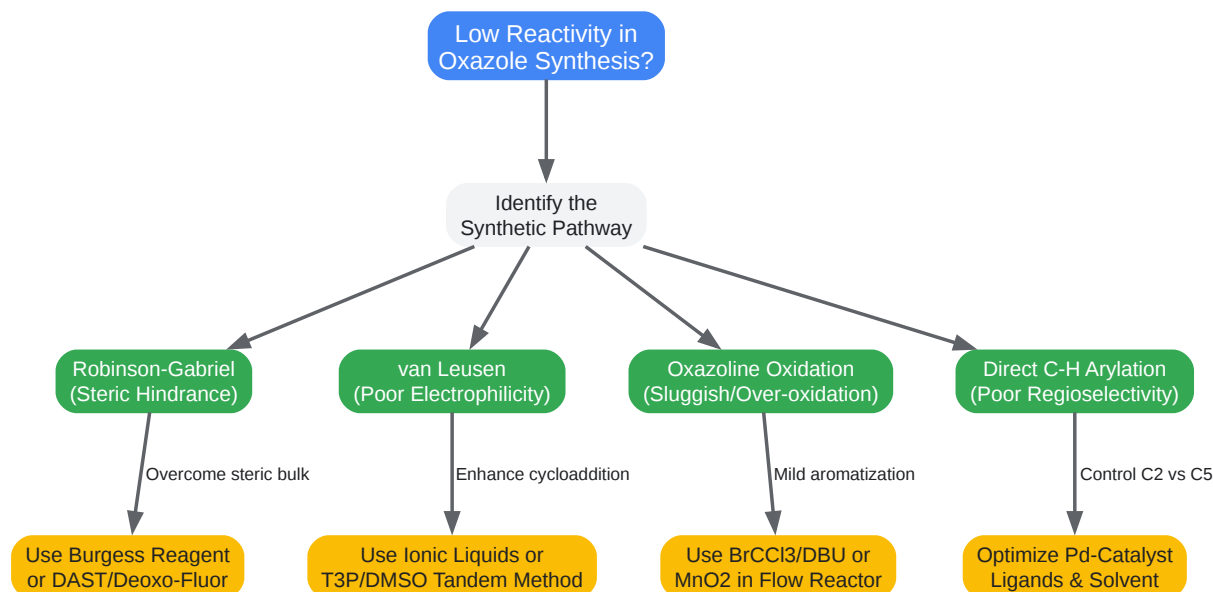 Low Reactivity in
Oxazole Synthesis?
Identify the
Synthetic Pathway
Robinson-Gabriel
(Steric Hindrance)
van Leusen
(Poor Electrophilicity)
Oxazoline Oxidation
(Sluggish/Over-oxidation)
Direct C-H Arylation
(Poor Regioselectivity)
Overcome steric bulk
Enhance cycloaddition
Mild aromatization
Control C2 vs C5
Use Burgess Reagent
or DAST/Deoxo-Fluor
Use Ionic Liquids or
T3P/DMSO Tandem Method
Use BrCCl3/DBU or
MnO2 in Flow Reactor
Optimize Pd-Catalyst
Ligands & Solvent